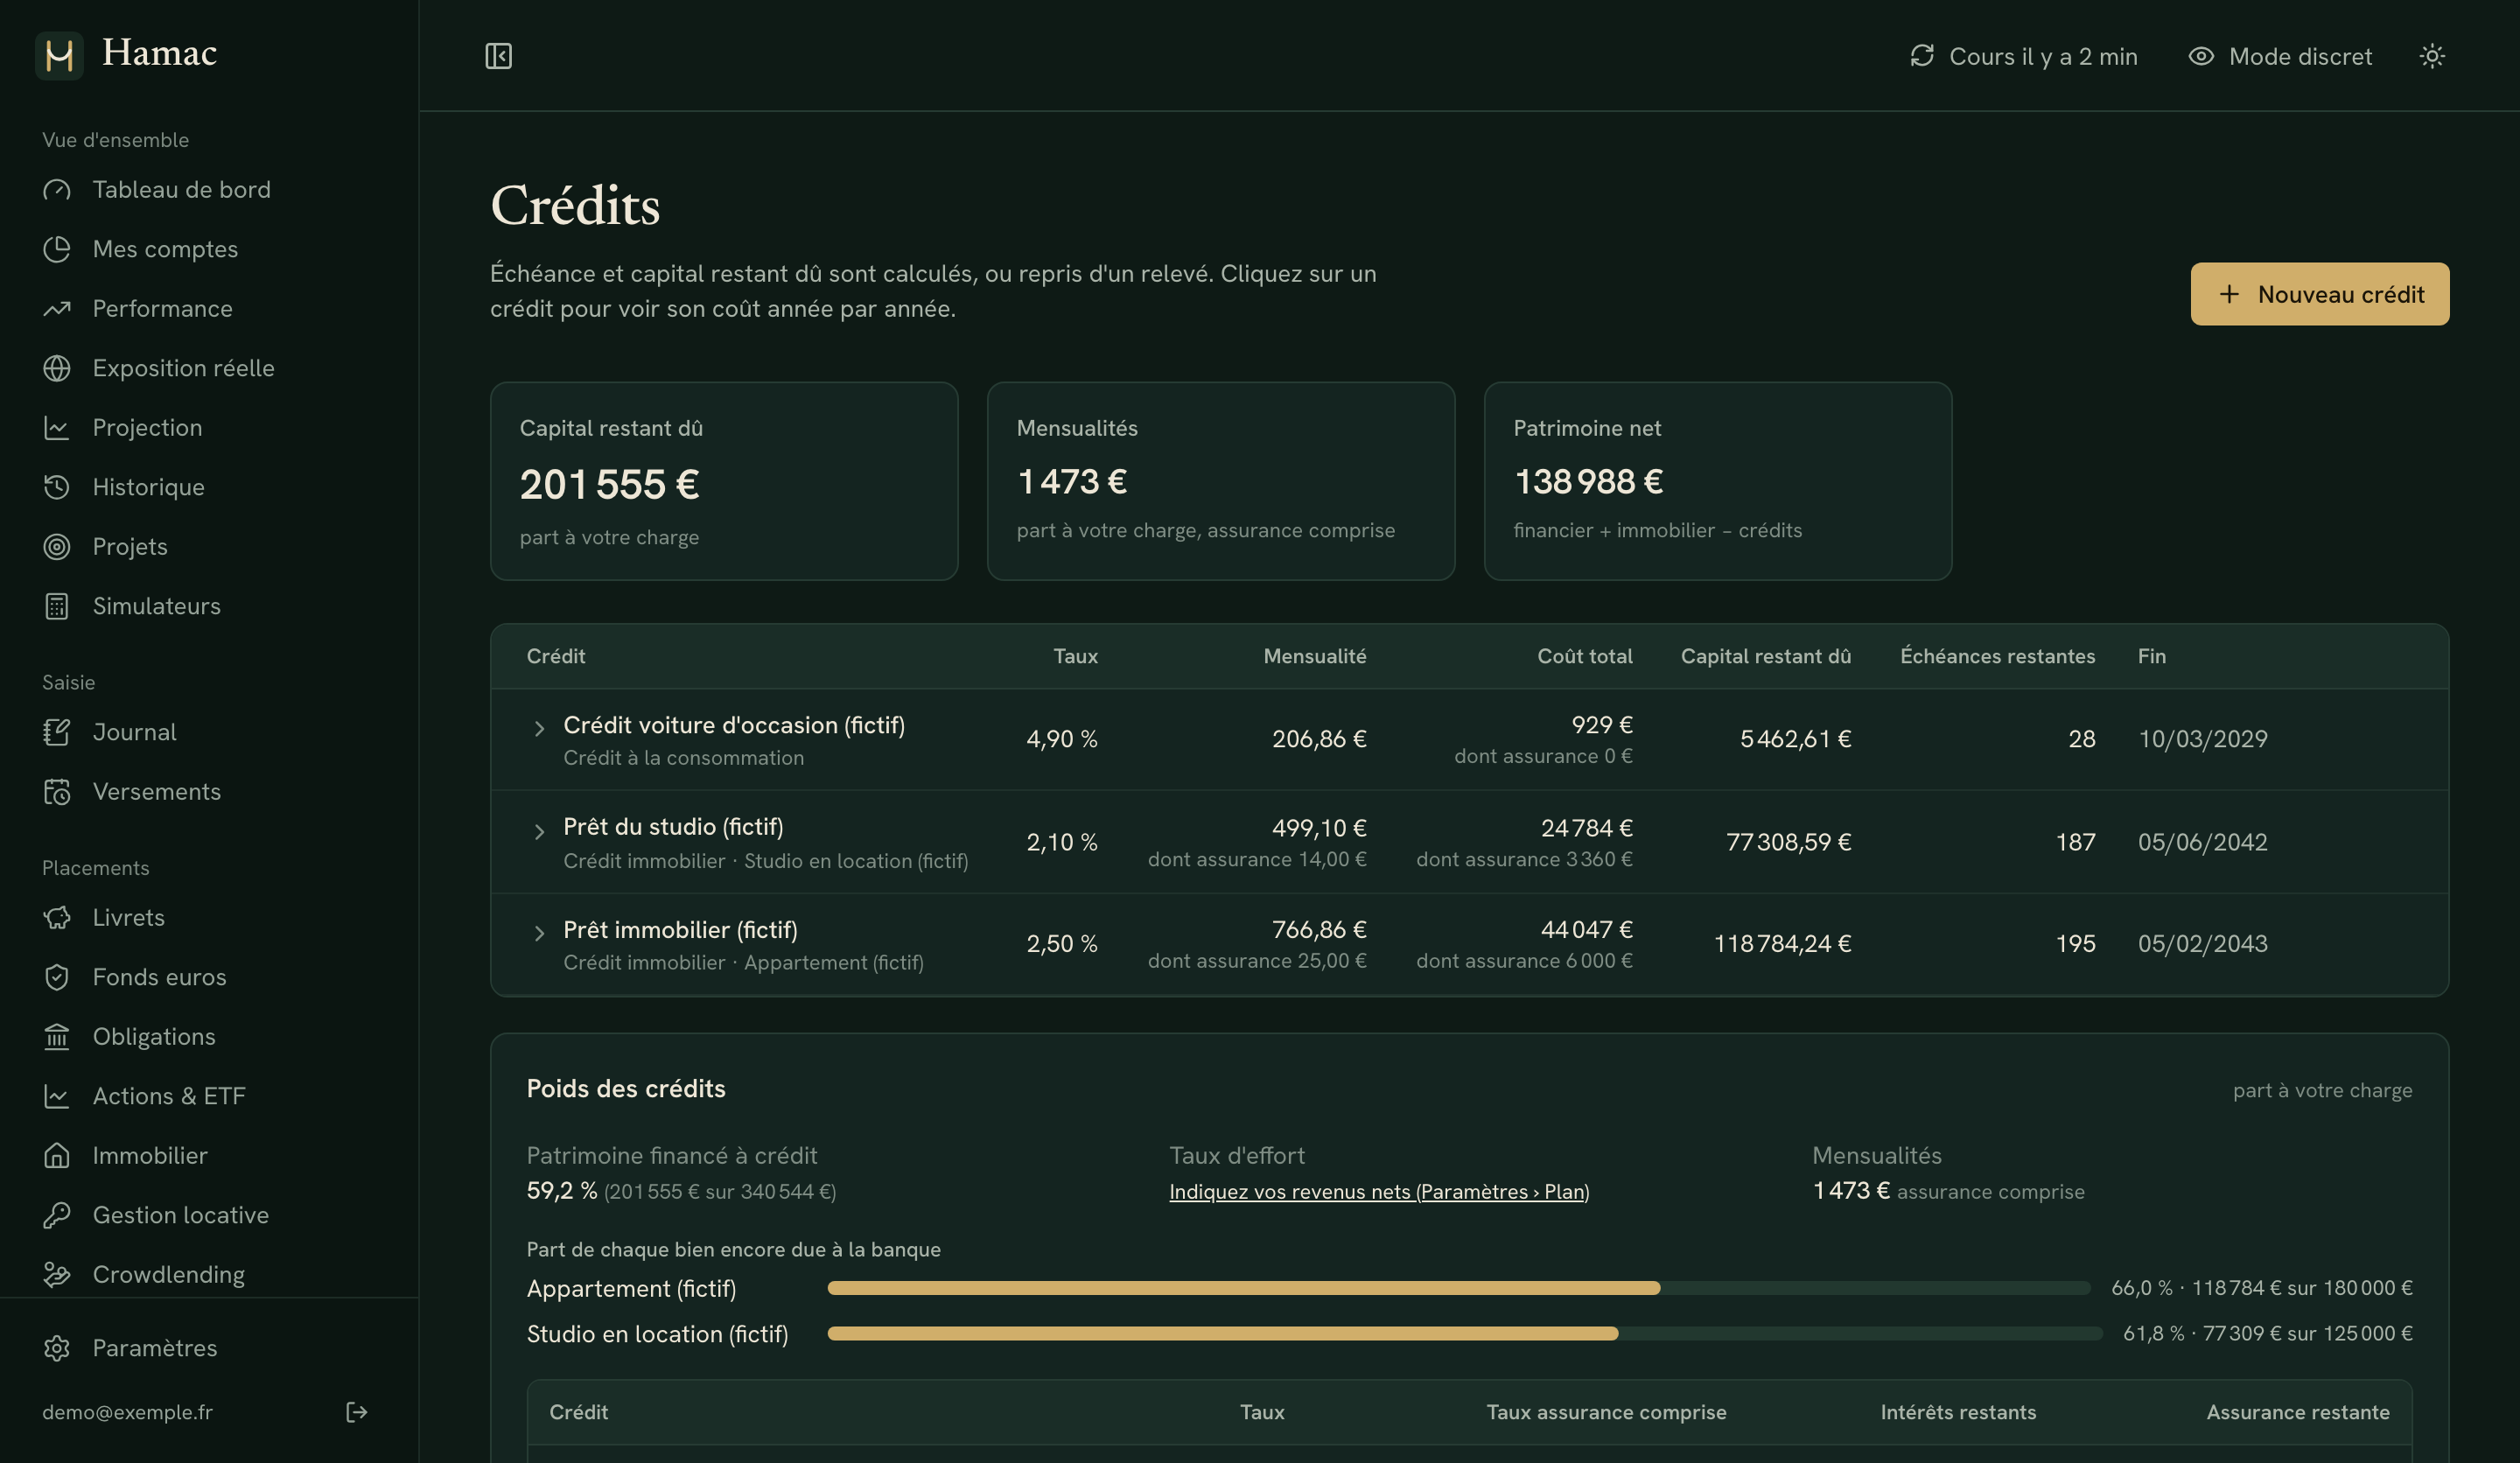 Hamac
Vue d'ensemble
Tableau de bord
Mes comptes
Performance
Exposition réelle
Projection
Historique
Projets
Simulateurs
Saisie
Journal
Versements
Placements
Livrets
Fonds euros
Obligations
Actions & ETF
Immobilier
Gestion locative
Crowdlending
Paramètres
demo@exemple.fr
Cours il y a 2 min
Mode discret
Crédits
Échéance et capital restant dû sont calculés, ou repris d'un relevé. Cliquez sur un
crédit pour voir son coût année par année.
Nouveau crédit
Capital restant dû
201 555 €
part à votre charge
Mensualités
1 473 €
part à votre charge, assurance comprise
Patrimoine net
138 988 €
financier + immobilier − crédits
Crédit Taux Mensualité Coût total Capital restant dû Échéances restantes Fin
Crédit voiture d'occasion (fictif) 4,90 % 206,86 € 929 € 5 462,61 € 28 10/03/2029
Crédit à la consommation dont assurance 0 €
Prêt du studio (fictif) 2,10 % 499,10 € 24 784 € 77 308,59 € 187 05/06/2042
Crédit immobilier · Studio en location (fictif) dont assurance 14,00 € dont assurance 3 360 €
Prêt immobilier (fictif) 2,50 % 766,86 € 44 047 € 118 784,24 € 195 05/02/2043
Crédit immobilier · Appartement (fictif) dont assurance 25,00 € dont assurance 6 000 €
Poids des crédits part à votre charge
Patrimoine financé à crédit Taux d'effort Mensualités
59,2 % (201 555 € sur 340 544 €) Indiquez vos revenus nets (Paramètres › Plan) 1 473 € assurance comprise
Part de chaque bien encore due à la banque
Appartement (fictif) 66,0 % · 118 784 € sur 180 000 €
Studio en location (fictif) 61,8 % · 77 309 € sur 125 000 €
Crédit Taux Taux assurance comprise Intérêts restants Assurance restante